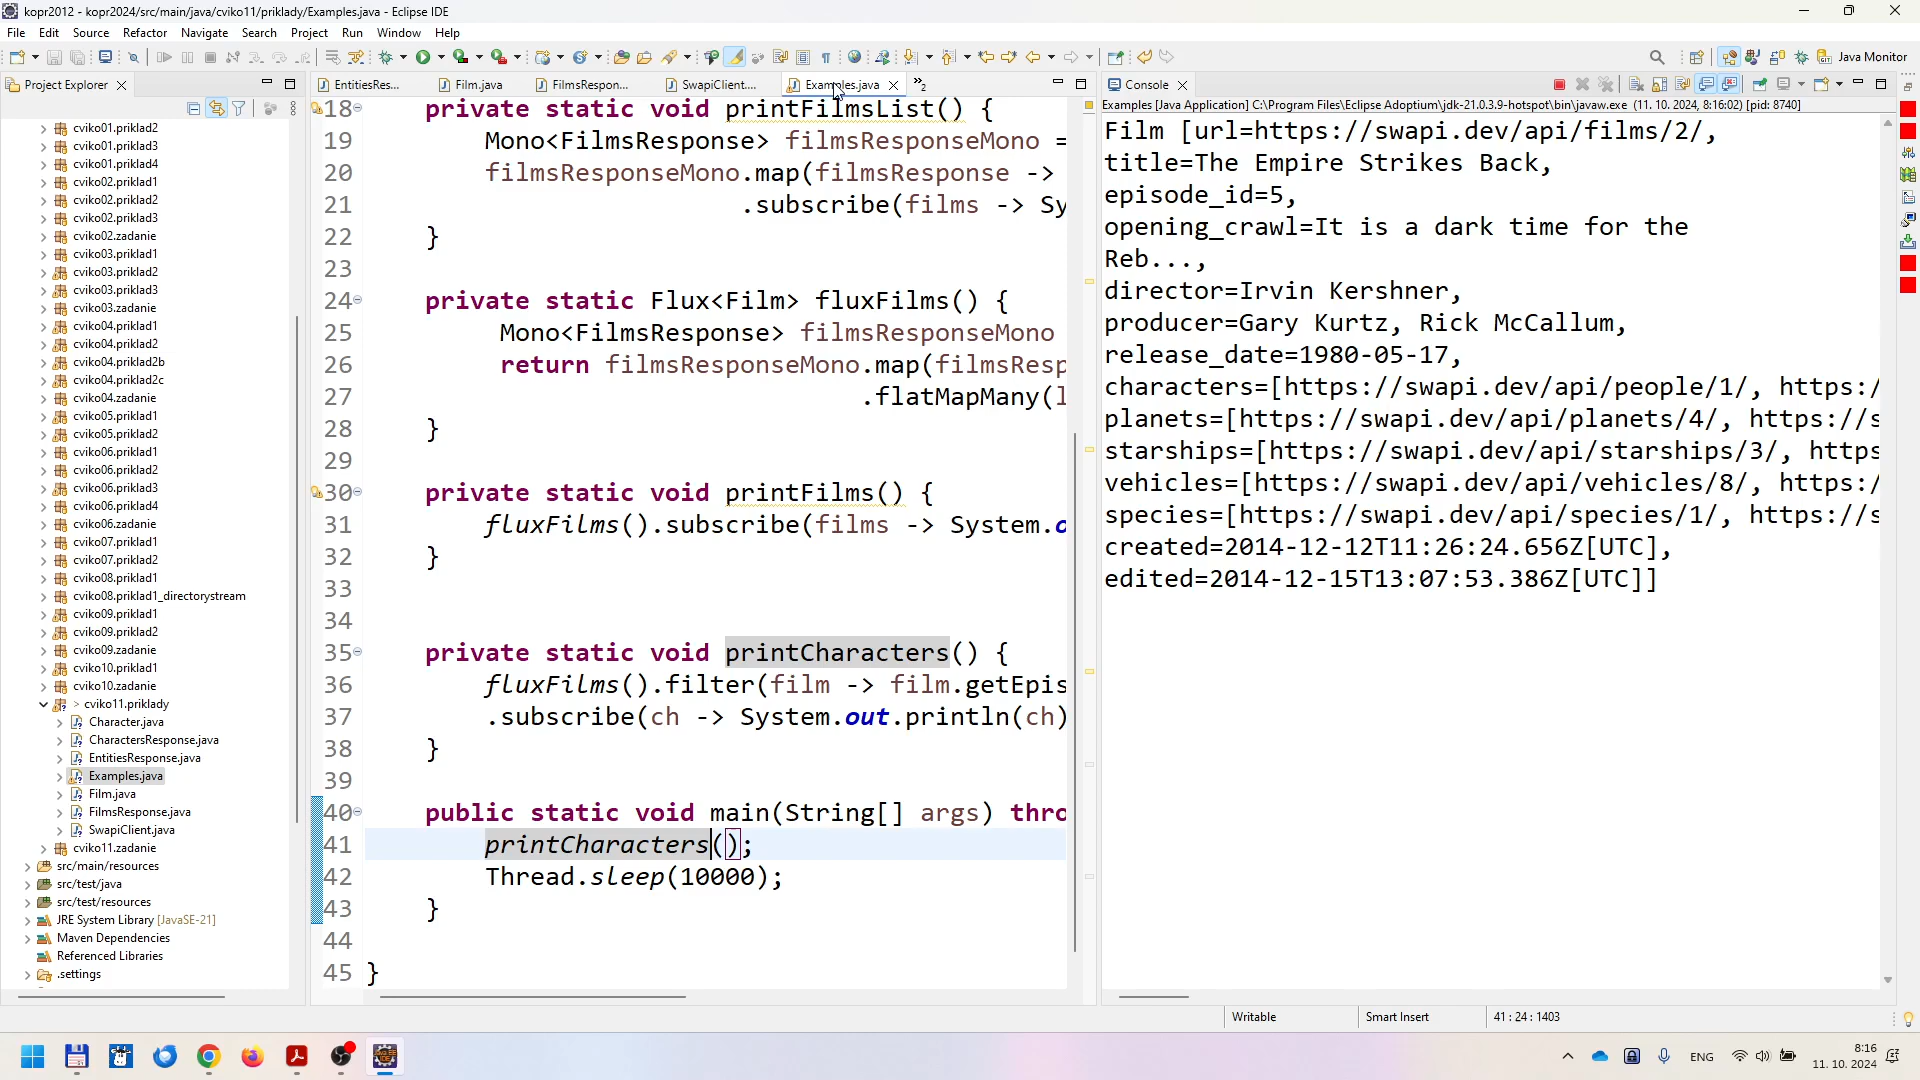 kopr2012 - kopr2024/src/main/java/cviko11/priklady/Examples.java - Eclipse IDE
File Edit Source Refactor Navigate Search Project Run Window Help
Java Monitor
Project Explorer
EntitiesRes... Film.java FilmsRespon... SwapiClient.... Examples.java »2
Console
Examples [Java Application] C:\Program Files\Eclipse Adoptium\jdk-21.0.3.9-hotspot\bin\javaw.exe (11. 10. 2024, 8:16:02) [pid: 8740]
cviko01.priklad2
cviko01.priklad3
cviko01.priklad4
cviko02.priklad1
cviko02.priklad2
cviko02.priklad3
cviko02.zadanie
cviko03.priklad1
cviko03.priklad2
cviko03.priklad3
cviko03.zadanie
cviko04.priklad1
cviko04.priklad2
cviko04.priklad2b
cviko04.priklad2c
cviko04.zadanie
cviko05.priklad1
cviko05.priklad2
cviko06.priklad1
cviko06.priklad2
cviko06.priklad3
cviko06.priklad4
cviko06.zadanie
cviko07.priklad1
cviko07.priklad2
cviko08.priklad1
cviko08.priklad1_directorystream
cviko09.priklad1
cviko09.priklad2
cviko09.zadanie
cviko10.priklad1
cviko10.zadanie
> cviko11.priklady
Character.java
CharactersResponse.java
EntitiesResponse.java
Examples.java
Film.java
FilmsResponse.java
SwapiClient.java
cviko11.zadanie
src/main/resources
src/test/java
src/test/resources
JRE System Library [JavaSE-21]
Maven Dependencies
Referenced Libraries
.settings
18 private static void printFilmsList() {
19 Mono<FilmsResponse> filmsResponseMono =
20 filmsResponseMono.map(filmsResponse ->
21 .subscribe(films -> Sy
22 }
23
24 private static Flux<Film> fluxFilms() {
25 Mono<FilmsResponse> filmsResponseMono
26 return filmsResponseMono.map(filmsResp
27 .flatMapMany(l
28 }
29
30 private static void printFilms() {
31 fluxFilms().subscribe(films -> System.o
32 }
33
34
35 private static void printCharacters() {
36 fluxFilms().filter(film -> film.getEpis
37 .subscribe(ch -> System.out.println(ch)
38 }
39
40 public static void main(String[] args) thro
41 printCharacters();
42 Thread.sleep(10000);
43 }
44
45 }
Film [url=https://swapi.dev/api/films/2/,
title=The Empire Strikes Back,
episode_id=5,
opening_crawl=It is a dark time for the
Reb...,
director=Irvin Kershner,
producer=Gary Kurtz, Rick McCallum,
release_date=1980-05-17,
characters=[https://swapi.dev/api/people/1/, https:/
planets=[https://swapi.dev/api/planets/4/, https://s
starships=[https://swapi.dev/api/starships/3/, https
vehicles=[https://swapi.dev/api/vehicles/8/, https:/
species=[https://swapi.dev/api/species/1/, https://s
created=2014-12-12T11:26:24.656Z[UTC],
edited=2014-12-15T13:07:53.386Z[UTC]]
Writable Smart Insert 41 : 24 : 1403
ENG 8:16
11. 10. 2024